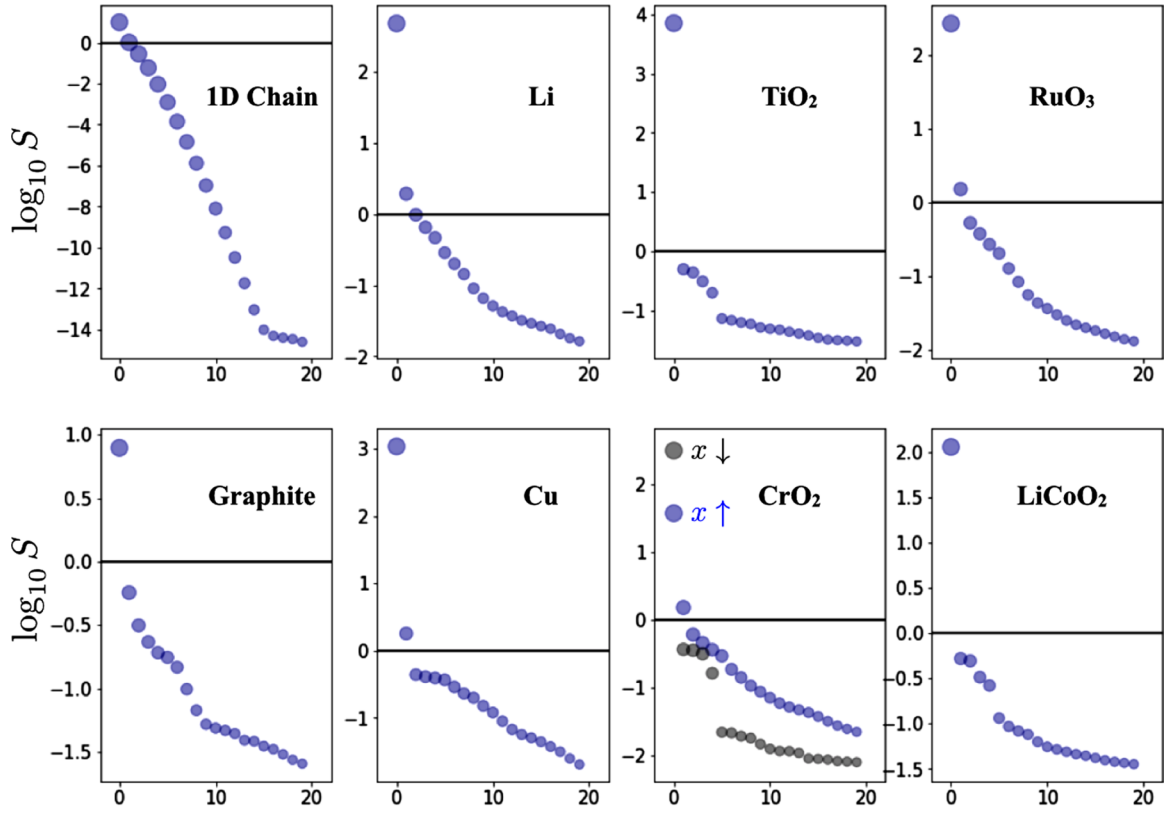 log₁₀ S
0
−2
−4
−6
−8
−10
−12
−14
0 10 20
1D Chain
2
1
0
−1
−2
0 10 20
Li
4
3
2
1
0
−1
0 10 20
TiO₂
2
1
0
−1
−2
0 10 20
RuO₃
log₁₀ S
1.0
0.5
0.0
−0.5
−1.0
−1.5
0 10 20
Graphite
3
2
1
0
−1
0 10 20
Cu
2
1
0
−1
−2
0 10 20
x ↓
x ↑
CrO₂
2.0
1.5
1.0
0.5
0.0
−0.5
−1.0
−1.5
0 10 20
LiCoO₂